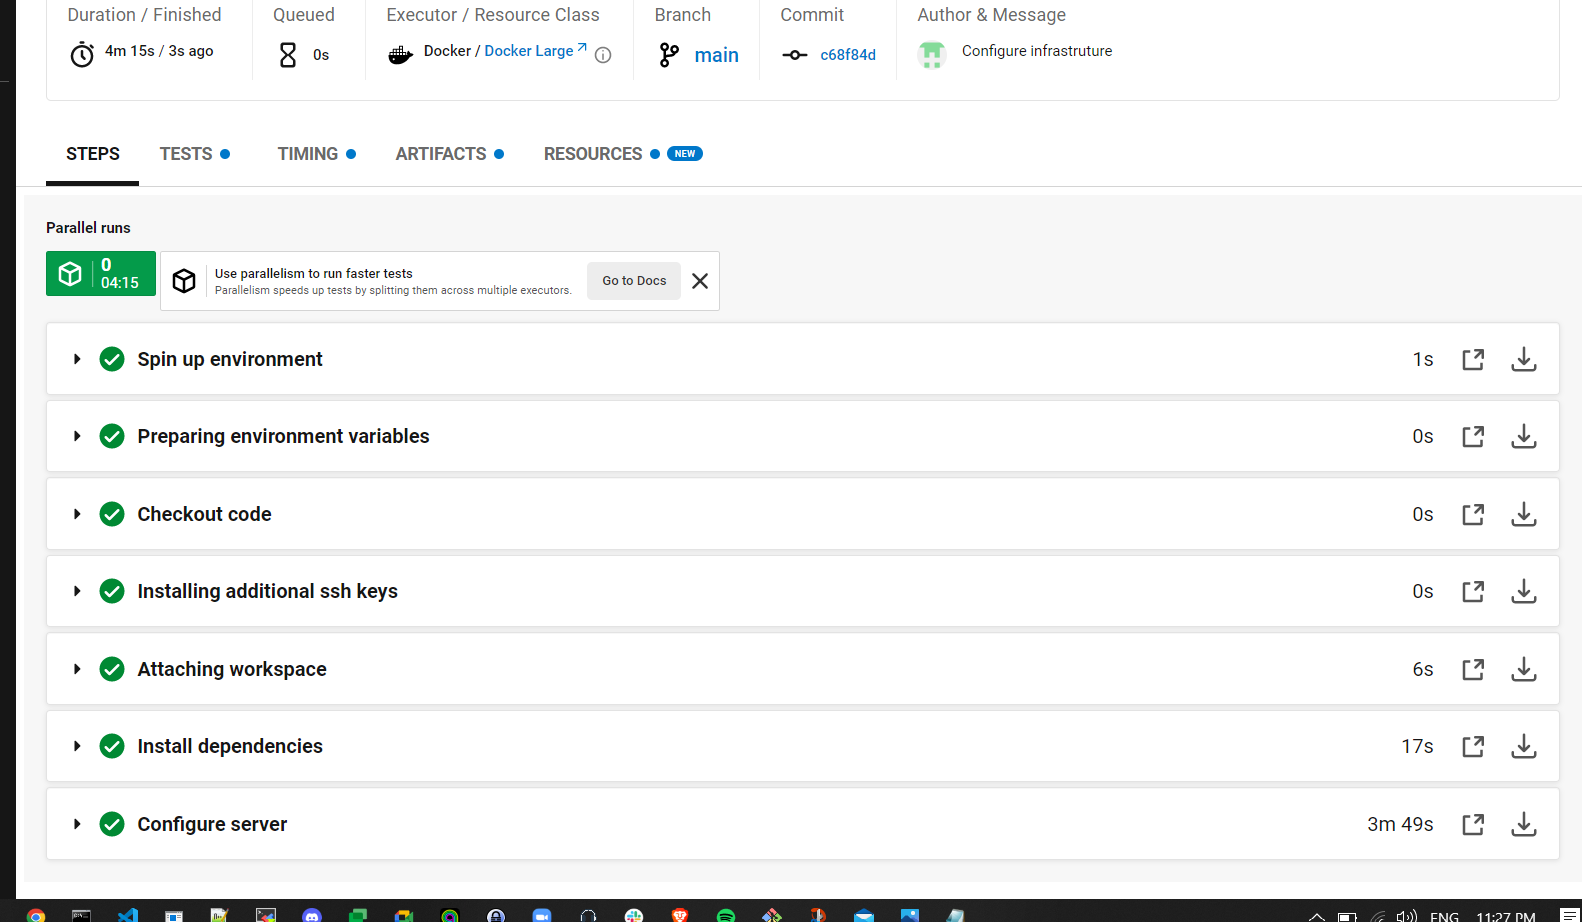 Duration / Finished
4m 15s / 3s ago
Queued
0s
Executor / Resource Class
Docker / Docker Large
Branch
main
Commit
c68f84d
Author & Message
Configure infrastruture
STEPS
TESTS
TIMING
ARTIFACTS
RESOURCES
NEW
Parallel runs
0
04:15
Use parallelism to run faster tests
Parallelism speeds up tests by splitting them across multiple executors.
Go to Docs
Spin up environment 1s
Preparing environment variables 0s
Checkout code 0s
Installing additional ssh keys 0s
Attaching workspace 6s
Install dependencies 17s
Configure server 3m 49s
ENG
11:27 PM